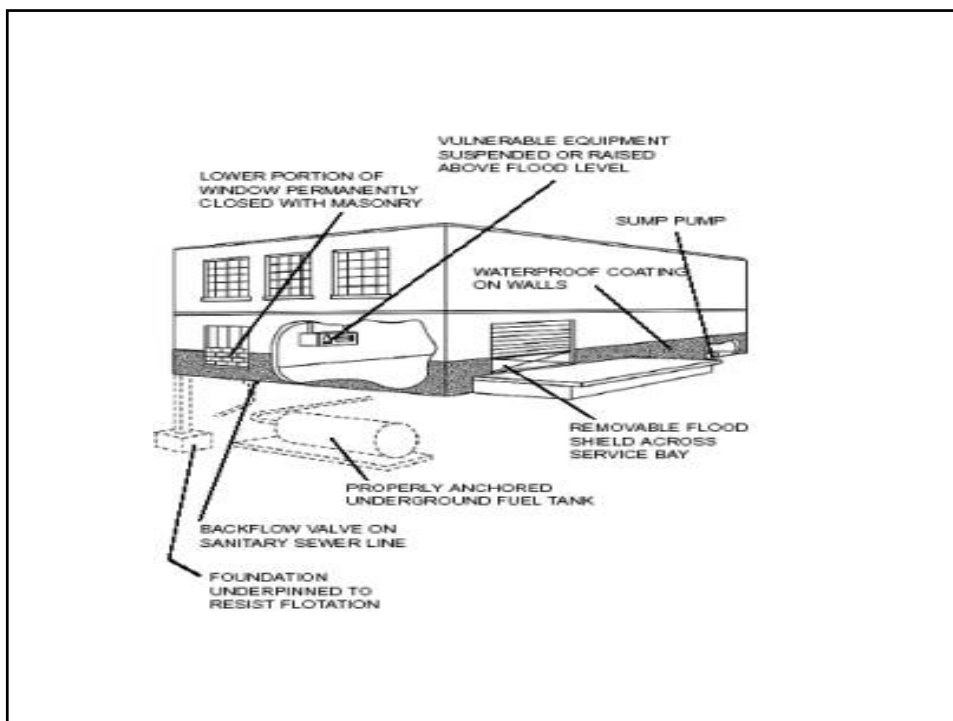 VULNERABLE EQUIPMENT
SUSPENDED OR RAISED
ABOVE FLOOD LEVEL
LOWER PORTION OF
WINDOW PERMANENTLY
CLOSED WITH MASONRY
SUMP PUMP
WATERPROOF COATING
ON WALLS
REMOVABLE FLOOD
SHIELD ACROSS
SERVICE BAY
PROPERLY ANCHORED
UNDERGROUND FUEL TANK
BACKFLOW VALVE ON
SANITARY SEWER LINE
FOUNDATION
UNDERPINNED TO
RESIST FLOTATION